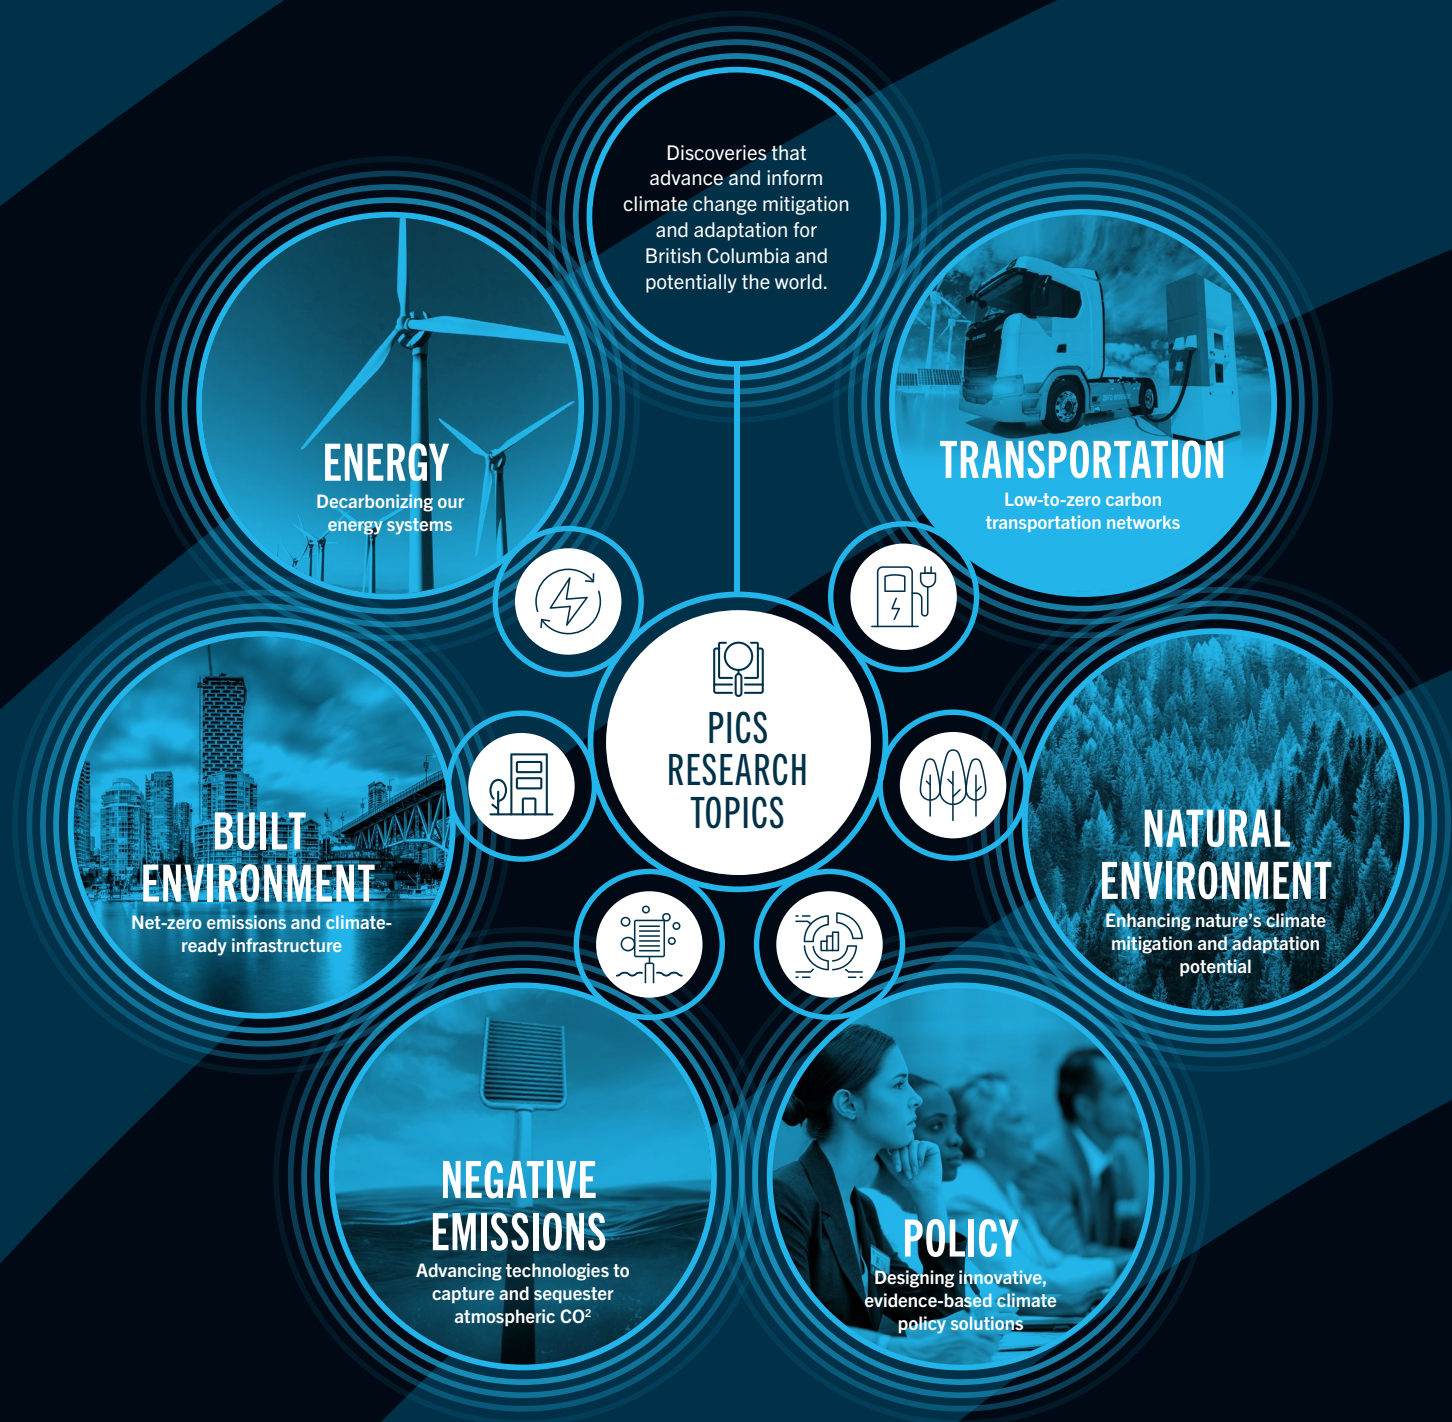 Discoveries that
advance and inform
climate change mitigation
and adaptation for
British Columbia and
potentially the world.
ENERGY
Decarbonizing our
energy systems
TRANSPORTATION
Low-to-zero carbon
transportation networks
PICS
RESEARCH
TOPICS
BUILT
ENVIRONMENT
Net-zero emissions and climate-
ready infrastructure
NATURAL
ENVIRONMENT
Enhancing nature's climate
mitigation and adaptation
potential
NEGATIVE
EMISSIONS
Advancing technologies to
capture and sequester
atmospheric CO²
POLICY
Designing innovative,
evidence-based climate
policy solutions